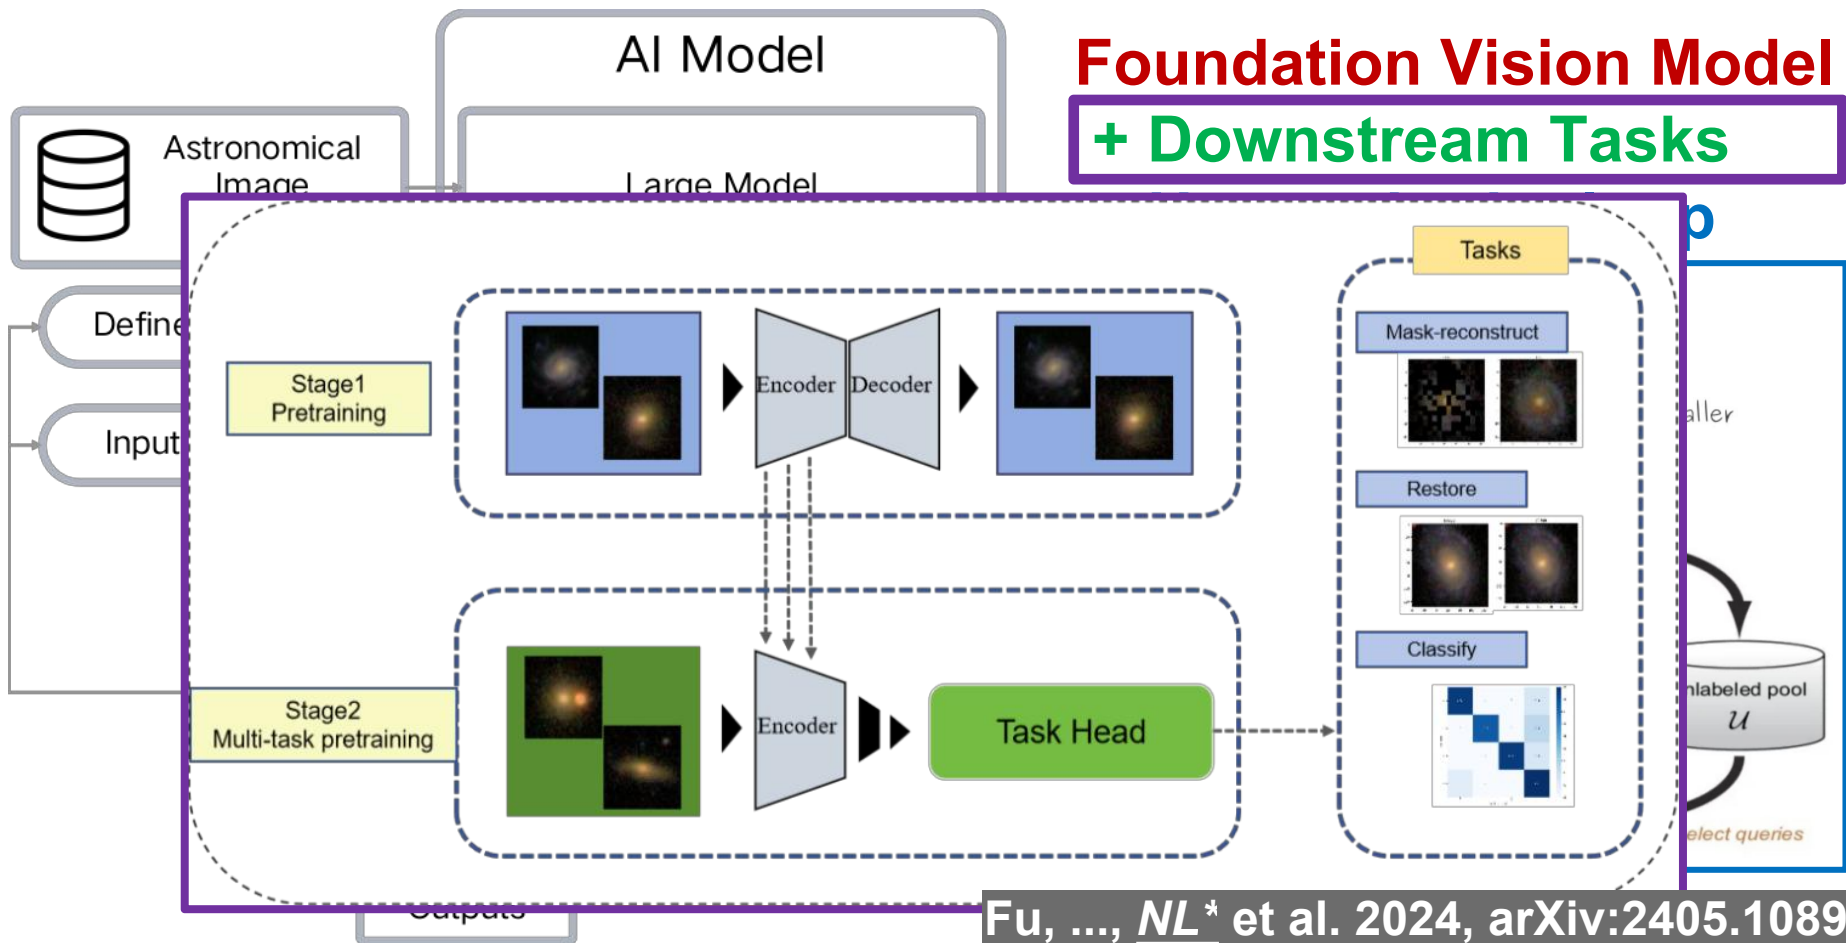 AI Model
Foundation Vision Model
+ Downstream Tasks
Astronomical
Image
Large Model
p
Tasks
Define
Input
Stage1
Pretraining
Encoder
Decoder
Mask-reconstruct
Restore
Classify
Stage2
Multi-task pretraining
Encoder
Task Head
aller
nlabeled pool
U
elect queries
Outputs
Fu, ..., NL* et al. 2024, arXiv:2405.1089